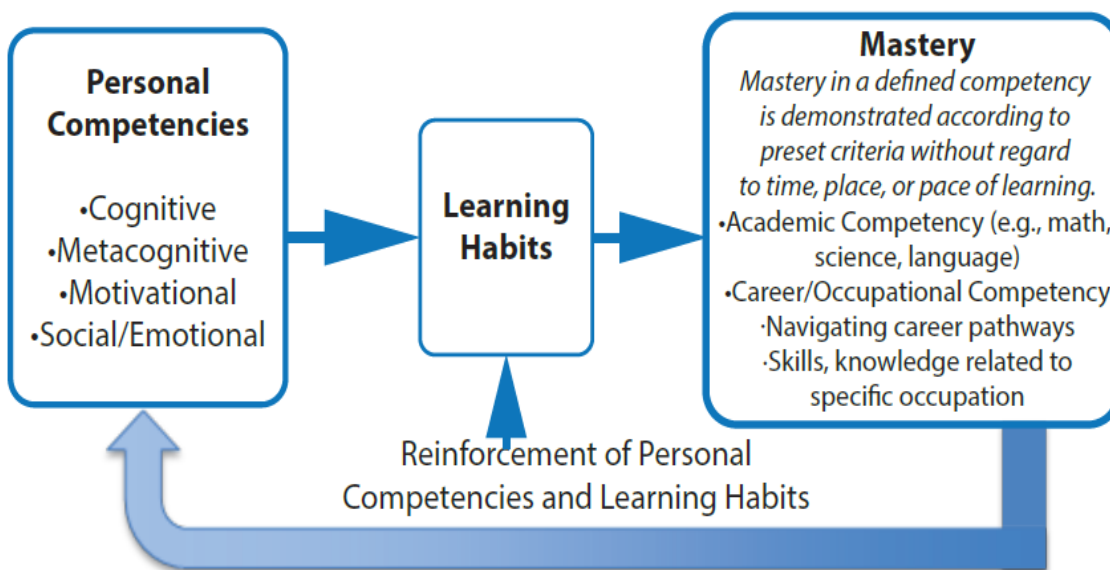 Personal
Competencies
•Cognitive
•Metacognitive
•Motivational
•Social/Emotional
Learning
Habits
Mastery
Mastery in a defined competency
is demonstrated according to
preset criteria without regard
to time, place, or pace of learning.
•Academic Competency (e.g., math,
science, language)
•Career/Occupational Competency
·Navigating career pathways
·Skills, knowledge related to
specific occupation
Reinforcement of Personal
Competencies and Learning Habits